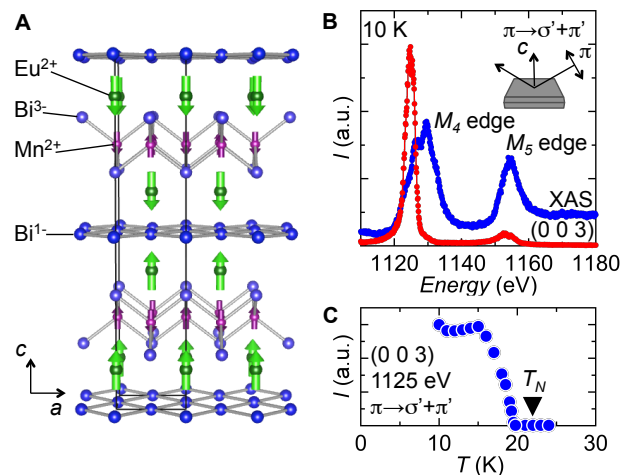 A
Eu2+
Bi3-
Mn2+
Bi1-
c
a
B
10 K
π→σ'+π'
c
π
M4 edge
M5 edge
XAS
(0 0 3)
I (a.u.)
1120 1140 1160 1180
Energy (eV)
C
(0 0 3)
1125 eV
π→σ'+π'
TN
I (a.u.)
0 10 20 30
T (K)